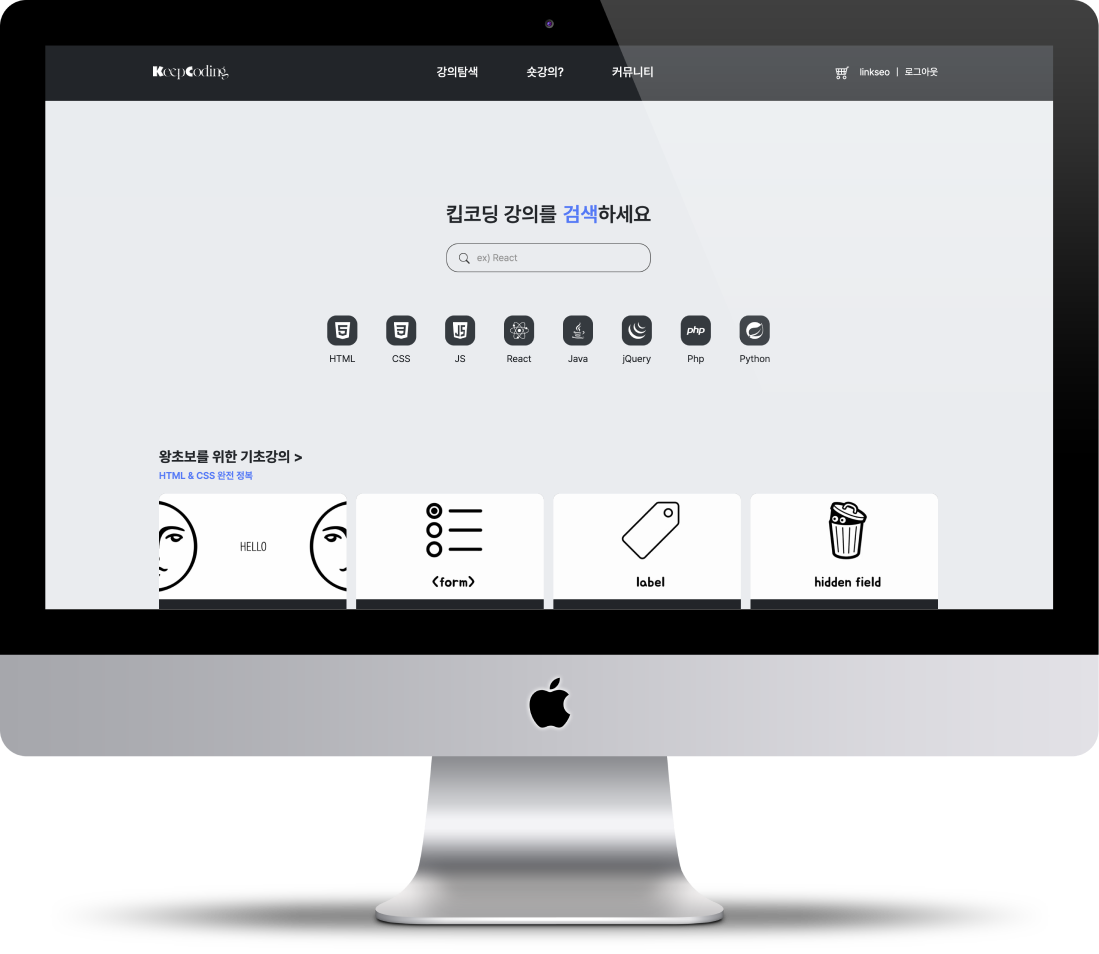 KeepCoding.
강의탐색 숏강의? 커뮤니티
linkseo | 로그아웃
킵코딩 강의를 검색하세요
ex) React
HTML CSS JS React Java jQuery Php Python
php
왕초보를 위한 기초강의 >
HTML & CSS 완전 정복
HELLO
<form> label hidden field